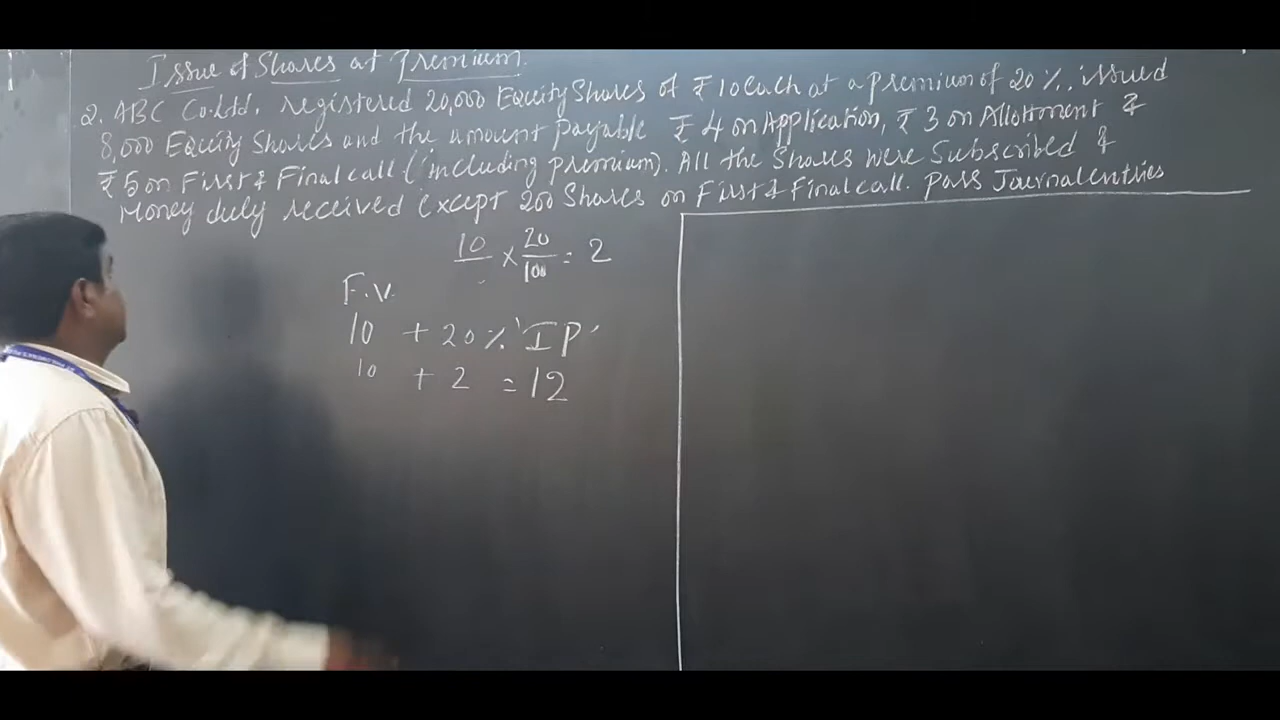 Issue of Shares at Premium.
2. ABC Co. Ltd. registered 20,000 Equity Shares of ₹ 10 each at a premium of 20 %. issued
8,000 Equity Shares and the amount payable ₹ 4 on Application, ₹ 3 on Allotment &
₹ 5 on First & Final call (including premium). All the Shares were Subscribed &
Money duly received except 200 Shares on First & Final call. Pass Journal entries
10/ × 20/100 = 2
F.V.
10 + 20 % 'IP'
10 + 2 = 12